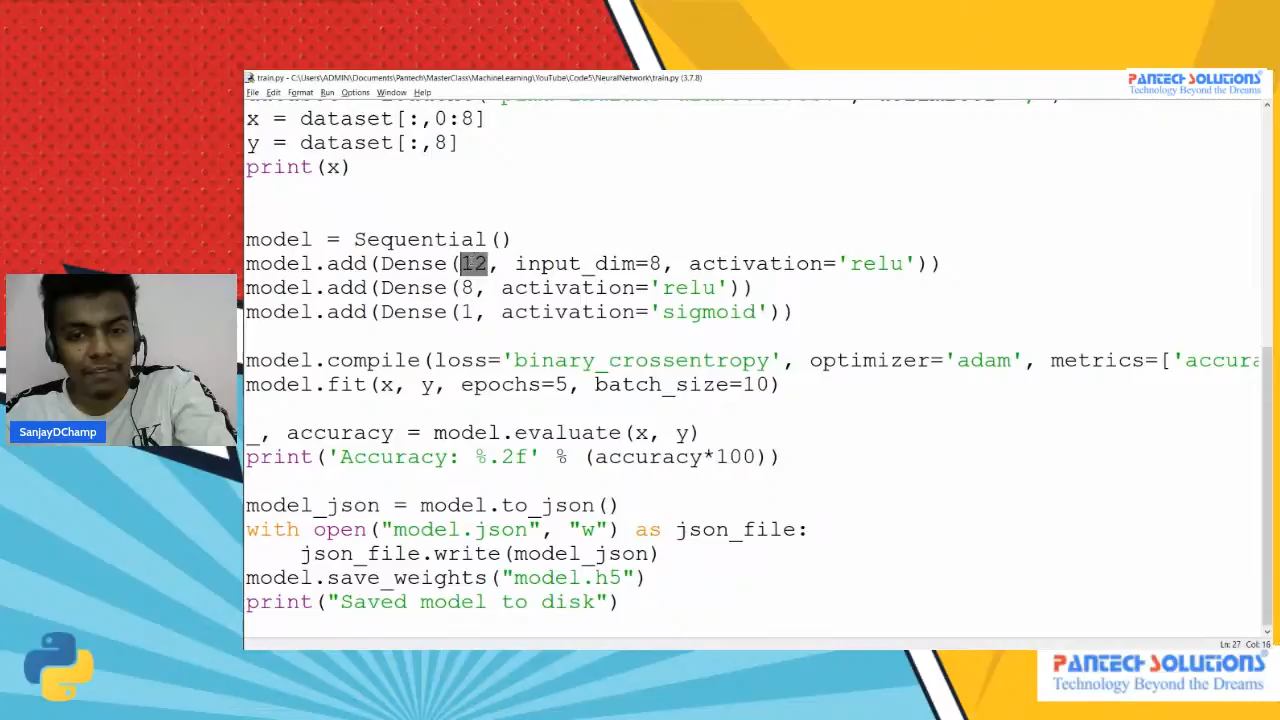 train.py - C:\Users\ADMIN\Documents\Pantech\MasterClass\MachineLearning\YouTube\Code5\NeuralNetwork\train.py (3.7.8)
File Edit Format Run Options Window Help
PANTECH SOLUTIONS
Technology Beyond the Dreams
x = dataset[:,0:8]
y = dataset[:,8]
print(x)
model = Sequential()
model.add(Dense(12, input_dim=8, activation='relu'))
model.add(Dense(8, activation='relu'))
model.add(Dense(1, activation='sigmoid'))
model.compile(loss='binary_crossentropy', optimizer='adam', metrics=['accura
model.fit(x, y, epochs=5, batch_size=10)
_, accuracy = model.evaluate(x, y)
print('Accuracy: %.2f' % (accuracy*100))
model_json = model.to_json()
with open("model.json", "w") as json_file:
    json_file.write(model_json)
model.save_weights("model.h5")
print("Saved model to disk")
Ln: 27 Col: 16
SanjayDChamp
CK
PANTECH SOLUTIONS
Technology Beyond the Dreams